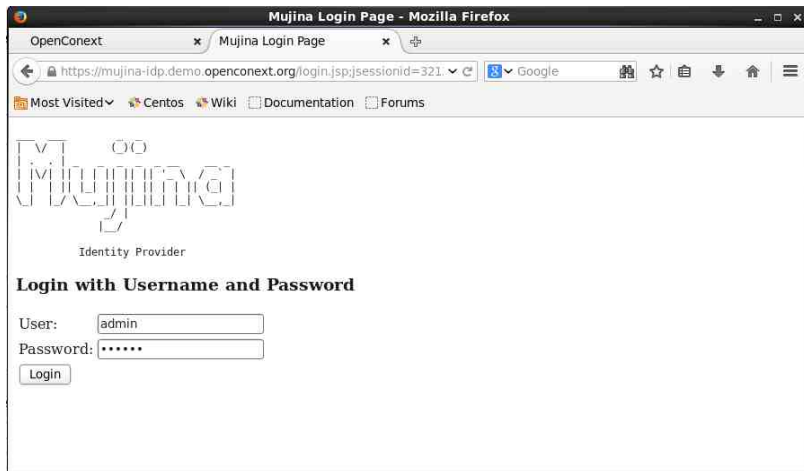 Mujina Login Page - Mozilla Firefox
OpenConext
Mujina Login Page
https://mujina-idp.demo.openconext.org/login.jsp;jsessionid=321.
Google
Most Visited
Centos
Wiki
Documentation
Forums
Mujina
Identity Provider
Login with Username and Password
User:
admin
Password:
••••••
Login